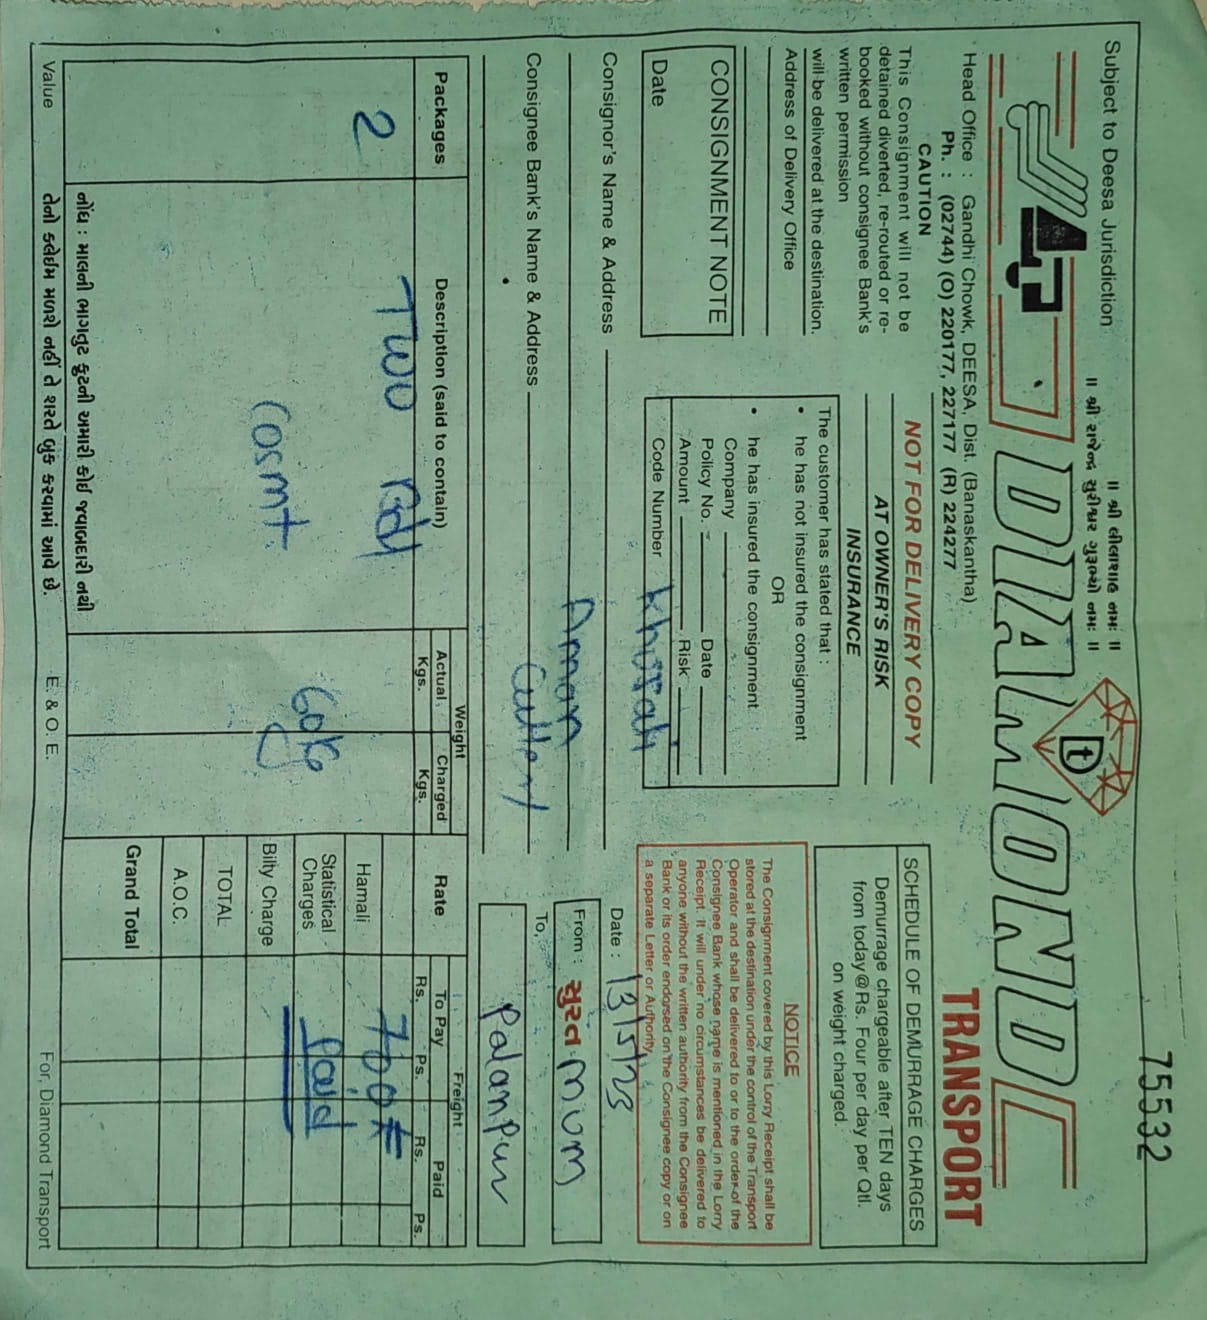 75532
Subject to Deesa Jurisdiction
॥ શ્રી લીલાશાહ નમઃ ॥
॥ શ્રી રાજેન્દ્ર સુરીશ્વર ગુરૂભ્યો નમઃ ॥
DIAMOND
t
TRANSPORT
Head Office : Gandhi Chowk, DEESA, Dist. (Banaskantha)
Ph. : (02744) (O) 220177, 227177 (R) 224277
CAUTION
This Consignment will not be
detained diverted, re-routed or re-
booked without consignee Bank's
written permission
will be delivered at the destination.
Address of Delivery Office
CONSIGNMENT NOTE
Date
NOT FOR DELIVERY COPY
AT OWNER'S RISK
INSURANCE
The customer has stated that :
• he has not insured the consignment
OR
• he has insured the consignment
Company
Policy No. Date
Amount Risk
Code Number
SCHEDULE OF DEMURRAGE CHARGES
Demurrage chargeable after TEN days
from today@Rs. Four per day per Qtl.
on weight charged.
NOTICE
The Consignment covered by this Lorry Receipt shall be
stored at the destination under the control of the Transport
Operator and shall be delivered to or to the order of the
Consignee Bank whose name is mentioned in the Lorry
Receipt. It will under no circumstances be delivered to
anyone without the written authority from the Consignee
Bank or its order endorsed on the Consignee copy or on
a separate Letter or Authority.
Date : 13/5/23
Consignor's Name & Address
Aman
From : સુરત mum
Consignee Bank's Name & Address
To,
Palanpur
Packages Description (said to contain) Weight Rate Freight
Actual Kgs. Charged Kgs. To Pay Paid
Rs. Ps. Rs. Ps.
2 Two
cosmt.
60kg
700
Hamali
Statistical Charges Paid
Bilty Charge
TOTAL
A.O.C.
Grand Total
નોંધ : માલની ભાગતુટ ફુટની અમારી કોઈ જવાબદારી નથી
Value તેનો કલેઈમ મળશે નહીં તે શરતે બુક કરવામાં આવે છે. E. & O. E. For, Diamond Transport